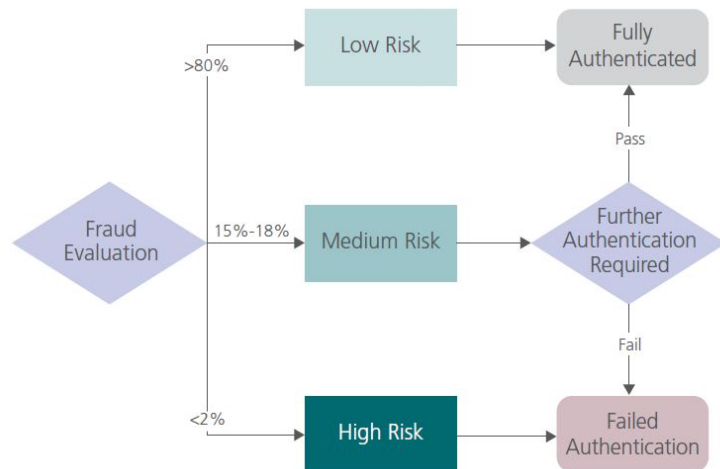 >80%
Low Risk
Fully
Authenticated
Pass
Fraud
Evaluation
15%-18%
Medium Risk
Further
Authentication
Required
Fail
<2%
High Risk
Failed
Authentication